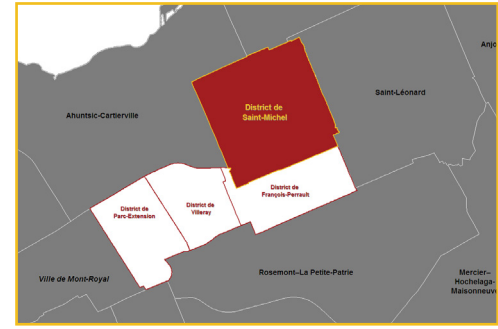 Anjo
Ahuntsic-Cartierville
District de
Saint-Michel
Saint-Léonard
District de
Parc-Extension
District de
Villeray
District de
François-Perrault
Ville de Mont-Royal
Rosemont–La Petite-Patrie
Mercier–
Hochelaga-
Maisonneuve